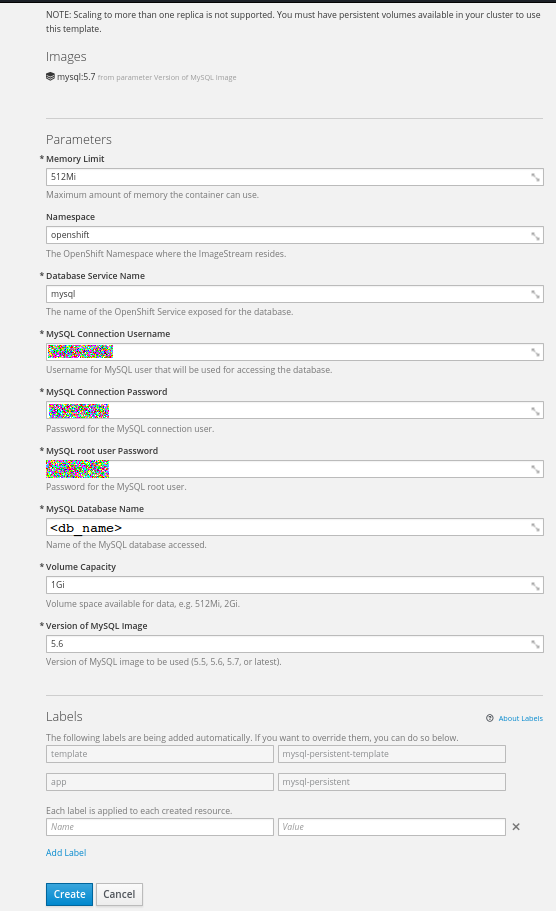 NOTE: Scaling to more than one replica is not supported. You must have persistent volumes available in your cluster to use
this template.
Images
mysql:5.7 from parameter Version of MySQL Image
Parameters
* Memory Limit
512Mi
Maximum amount of memory the container can use.
Namespace
openshift
The OpenShift Namespace where the ImageStream resides.
* Database Service Name
mysql
The name of the OpenShift Service exposed for the database.
* MySQL Connection Username
Username for MySQL user that will be used for accessing the database.
* MySQL Connection Password
Password for the MySQL connection user.
* MySQL root user Password
Password for the MySQL root user.
* MySQL Database Name
<db_name>
Name of the MySQL database accessed.
* Volume Capacity
1Gi
Volume space available for data, e.g. 512Mi, 2Gi.
* Version of MySQL Image
5.6
Version of MySQL image to be used (5.5, 5.6, 5.7, or latest).
Labels
About Labels
The following labels are being added automatically. If you want to override them, you can do so below.
template mysql-persistent-template
app mysql-persistent
Each label is applied to each created resource.
Name Value
Add Label
Create Cancel